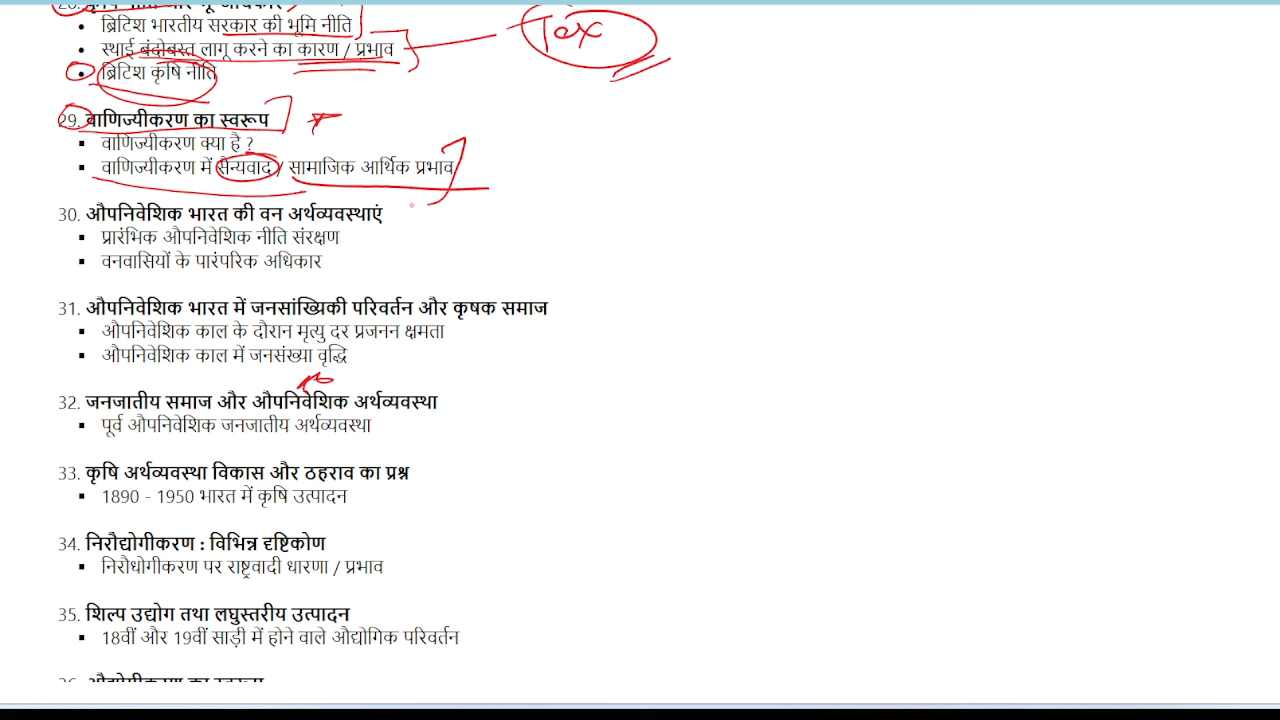 ब्रिटिश भारतीय सरकार की भूमि नीति
Tax
स्थाई बंदोबस्त लागू करने का कारण / प्रभाव
ब्रिटिश कृषि नीति
29. वाणिज्यीकरण का स्वरूप
वाणिज्यीकरण क्या है ?
वाणिज्यीकरण में सैन्यवाद / सामाजिक आर्थिक प्रभाव
30. औपनिवेशिक भारत की वन अर्थव्यवस्थाएं
प्रारंभिक औपनिवेशिक नीति संरक्षण
वनवासियों के पारंपरिक अधिकार
31. औपनिवेशिक भारत में जनसांख्यिकी परिवर्तन और कृषक समाज
औपनिवेशिक काल के दौरान मृत्यु दर प्रजनन क्षमता
औपनिवेशिक काल में जनसंख्या वृद्धि
32. जनजातीय समाज और औपनिवेशिक अर्थव्यवस्था
पूर्व औपनिवेशिक जनजातीय अर्थव्यवस्था
33. कृषि अर्थव्यवस्था विकास और ठहराव का प्रश्न
1890 - 1950 भारत में कृषि उत्पादन
34. निरौद्योगीकरण : विभिन्न दृष्टिकोण
निरौधोगीकरण पर राष्ट्रवादी धारणा / प्रभाव
35. शिल्प उद्योग तथा लघुस्तरीय उत्पादन
18वीं और 19वीं साड़ी में होने वाले औद्योगिक परिवर्तन